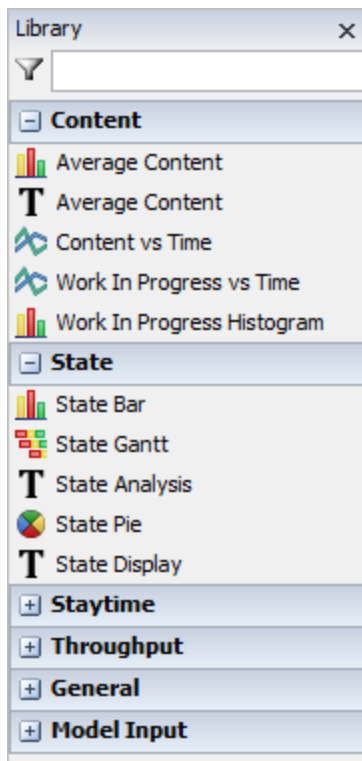 Library
Content
Average Content
Average Content
Content vs Time
Work In Progress vs Time
Work In Progress Histogram
State
State Bar
State Gantt
State Analysis
State Pie
State Display
Staytime
Throughput
General
Model Input